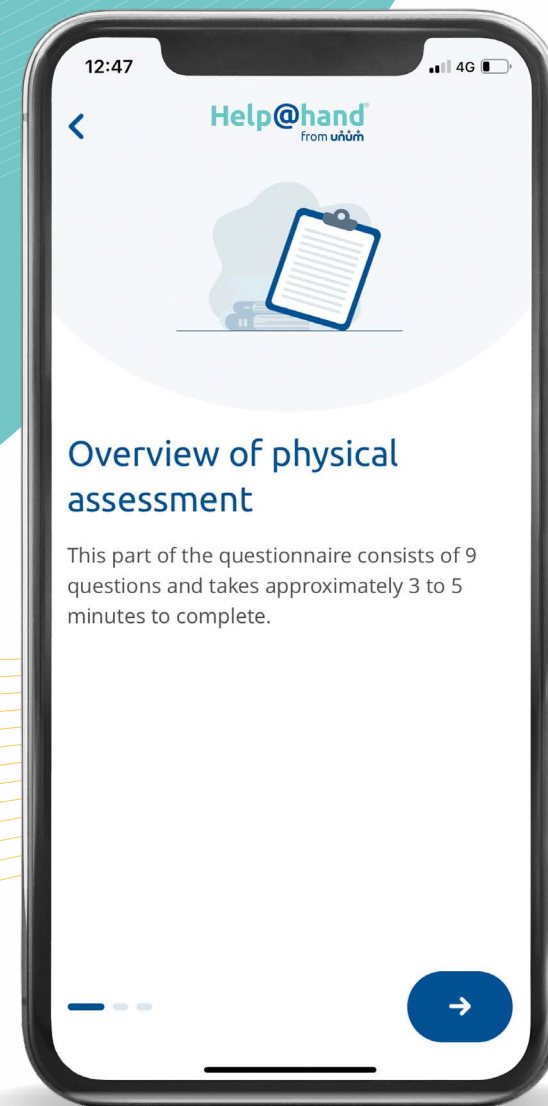 12:47
4G
Help@hand®
from unum
Overview of physical
assessment
This part of the questionnaire consists of 9
questions and takes approximately 3 to 5
minutes to complete.